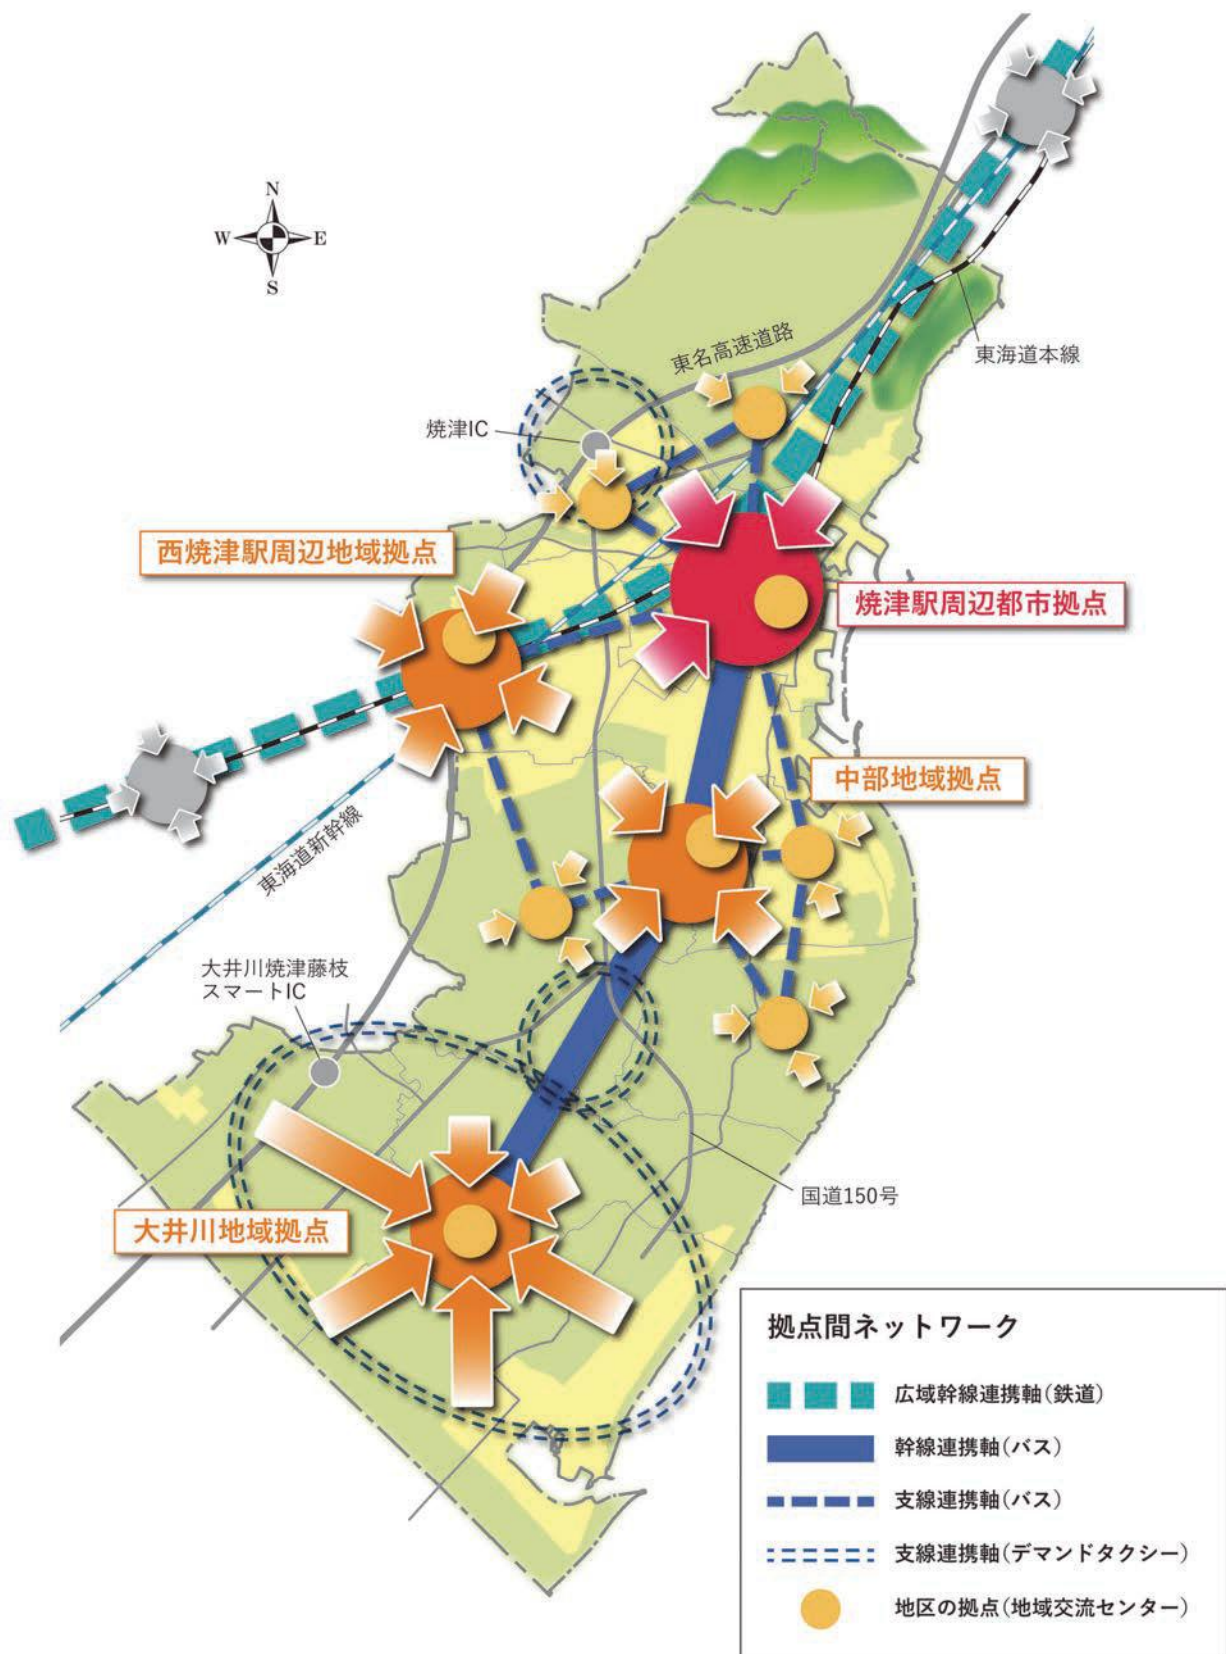 N
W
E
S
東名高速道路
東海道本線
焼津IC
西焼津駅周辺地域拠点
焼津駅周辺都市拠点
中部地域拠点
東海道新幹線
大井川焼津藤枝
スマートIC
国道150号
大井川地域拠点
拠点間ネットワーク
広域幹線連携軸(鉄道)
幹線連携軸(バス)
支線連携軸(バス)
支線連携軸(デマンドタクシー)
地区の拠点(地域交流センター)